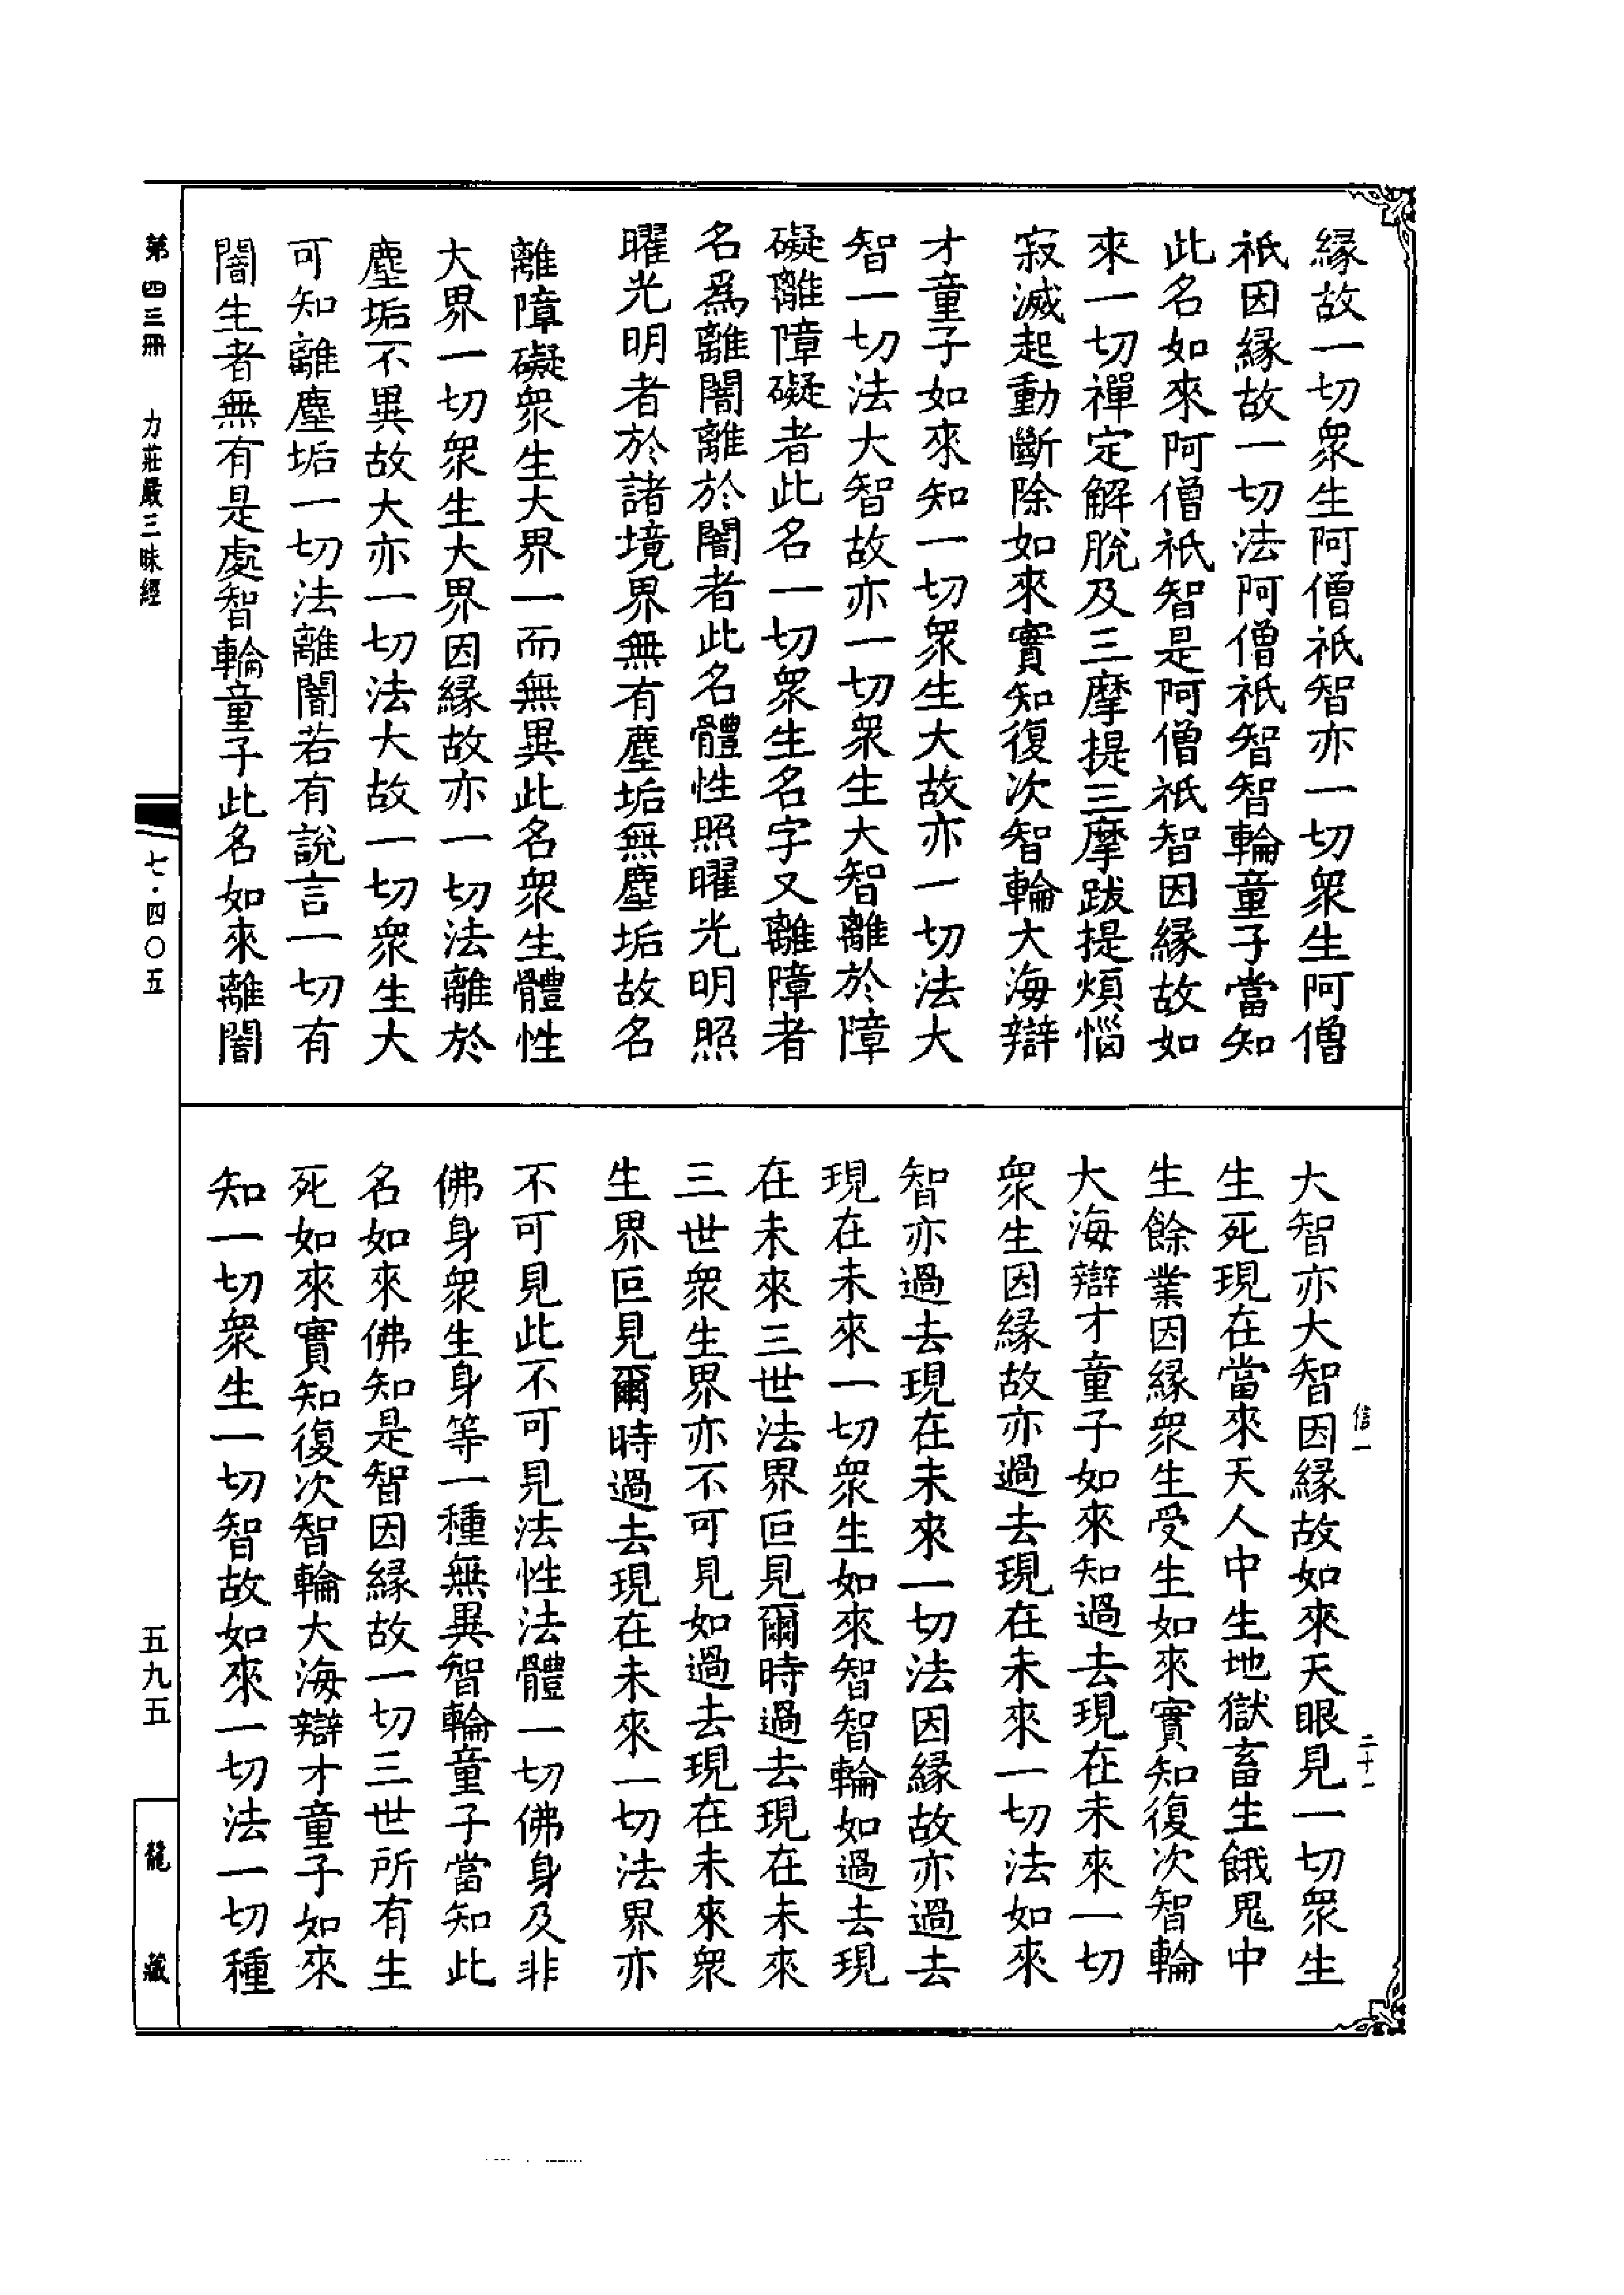 緣故一切眾生阿僧祇智亦一切眾生阿僧
祇因緣故一切法阿僧祇智智輪童子當知
此名如來阿僧祇智是阿僧祇智因緣故如
來一切禪定解脫及三摩提三摩跋提煩惱
寂滅起動斷除如來實知復次智輪大海辯
才童子如來知一切眾生大故亦一切法大
智一切法大智故亦一切眾生大智離於障
礙離障礙者此名一切眾生名字又離障者
名為離闇離於闇者此名體性照曜光明照
曜光明者於諸境界無有塵垢無塵垢故名
離障礙眾生大界一而無異此名眾生體性
大界一切眾生大界因緣故亦一切法離於
塵垢不異故大亦一切法大故一切眾生大
可知離塵垢一切法離闇若有說言一切有
闇生者無有是處智輪童子此名如來離闇
大智亦大智因緣故如來天眼見一切眾生
生死現在當來天人中生地獄畜生餓鬼中
生餘業因緣眾生受生如來實知復次智輪
大海辯才童子如來知過去現在未來一切
眾生因緣故亦過去現在未來一切法如來
智亦過去現在未來一切法因緣故亦過去
現在未來一切眾生如來智智輪如過去現
在未來三世法界叵見爾時過去現在未來
三世眾生界亦不可見如過去現在未來眾
生界叵見爾時過去現在未來一切法界亦
不可見此不可見法性法體一切佛身及非
佛身眾生身等一種無異智輪童子當知此
名如來佛知是智因緣故一切三世所有生
死如來實知復次智輪大海辯才童子如來
知一切眾生一切智故如來一切法一切種
信一
二十一
第四三冊 力莊嚴三昧經
七·四〇五
五九五
龍藏